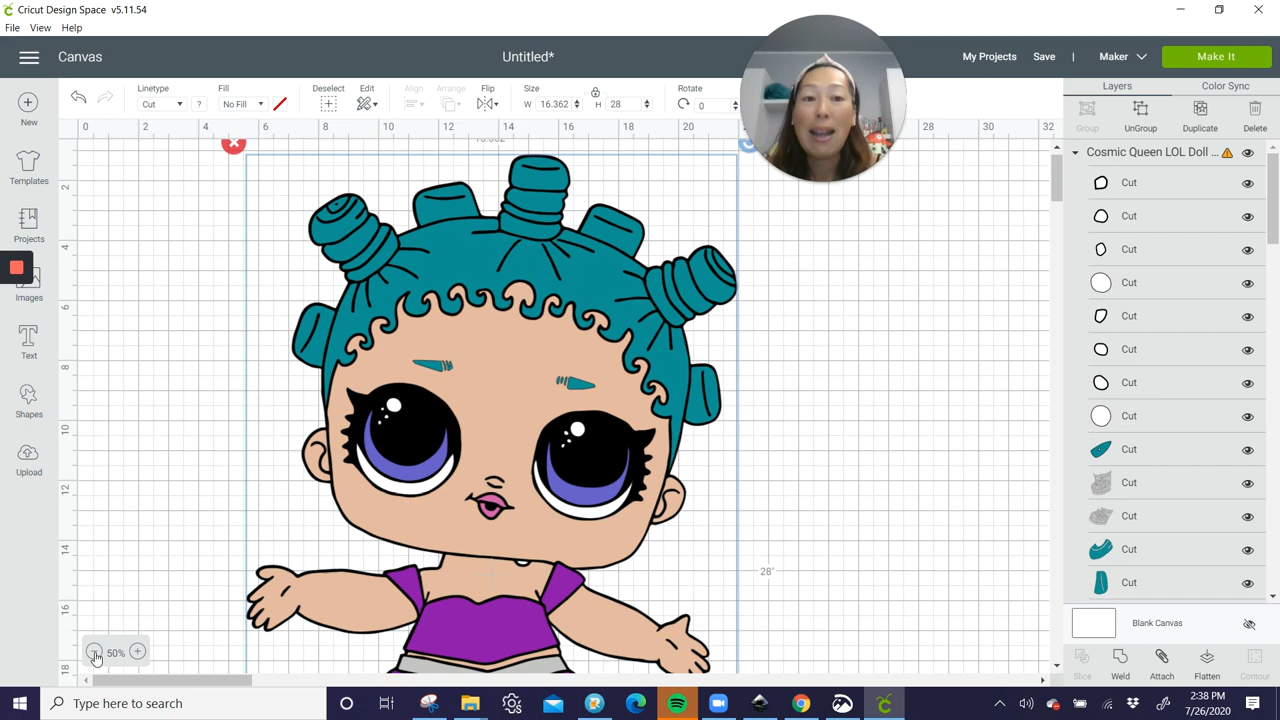 Cricut Design Space v5.11.54
File View Help
Canvas
Untitled*
My Projects Save | Maker Make It
Linetype Fill Deselect Edit Align Arrange Flip Size Rotate
Cut ? No Fill W 16.362 H 28 0
Layers Color Sync
Group UnGroup Duplicate Delete
0 2 4 6 8 10 12 14 16 18 20 28 30 32
2
4
6
8
10
12
14
16
18
New
Templates
Projects
Images
Text
Shapes
Upload
28"
50%
Cosmic Queen LOL Doll ...
Cut
Cut
Cut
Cut
Cut
Cut
Cut
Cut
Cut
Cut
Cut
Cut
Cut
Blank Canvas
Slice Weld Attach Flatten Contour
Type here to search
2:38 PM
7/26/2020